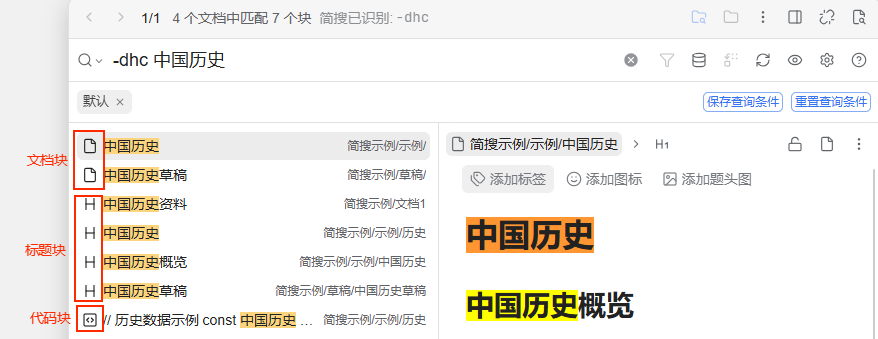 1/1 4 个文档中匹配 7 个块 简搜已识别: -dhc
-dhc 中国历史
默认 × 保存查询条件 重置查询条件
文档块
中国历史 简搜示例/示例/
中国历史草稿 简搜示例/草稿/
标题块
中国历史资料 简搜示例/文档1
中国历史 简搜示例/示例/历史
中国历史概览 简搜示例/示例/中国历史
中国历史草稿 简搜示例/草稿/中国历史草稿
代码块
// 历史数据示例 const 中国历史 ... 简搜示例/示例/历史
简搜示例/示例/中国历史 > H1
添加标签 添加图标 添加题头图
中国历史
中国历史概览